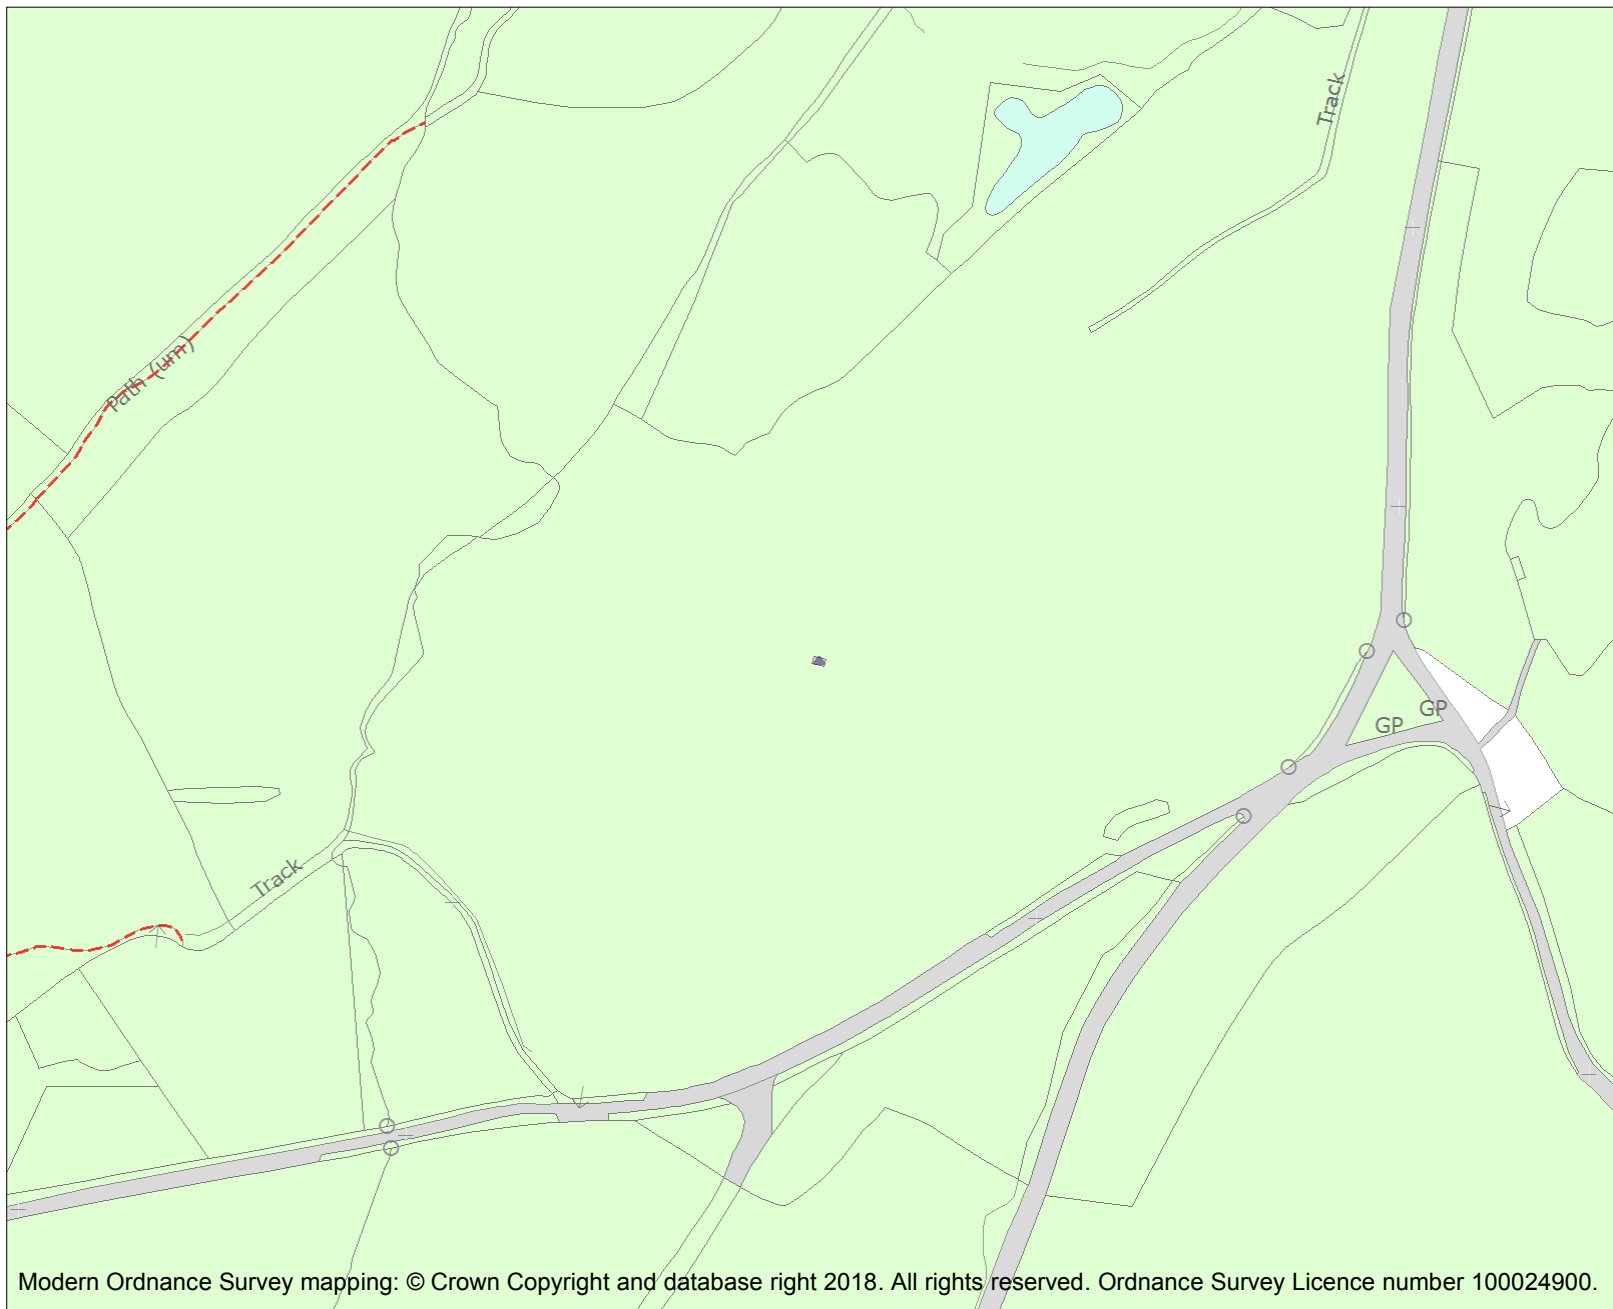 Track
Path (um)
GP
GP
Track
Modern Ordnance Survey mapping: © Crown Copyright and database right 2018. All rights reserved. Ordnance Survey Licence number 100024900.